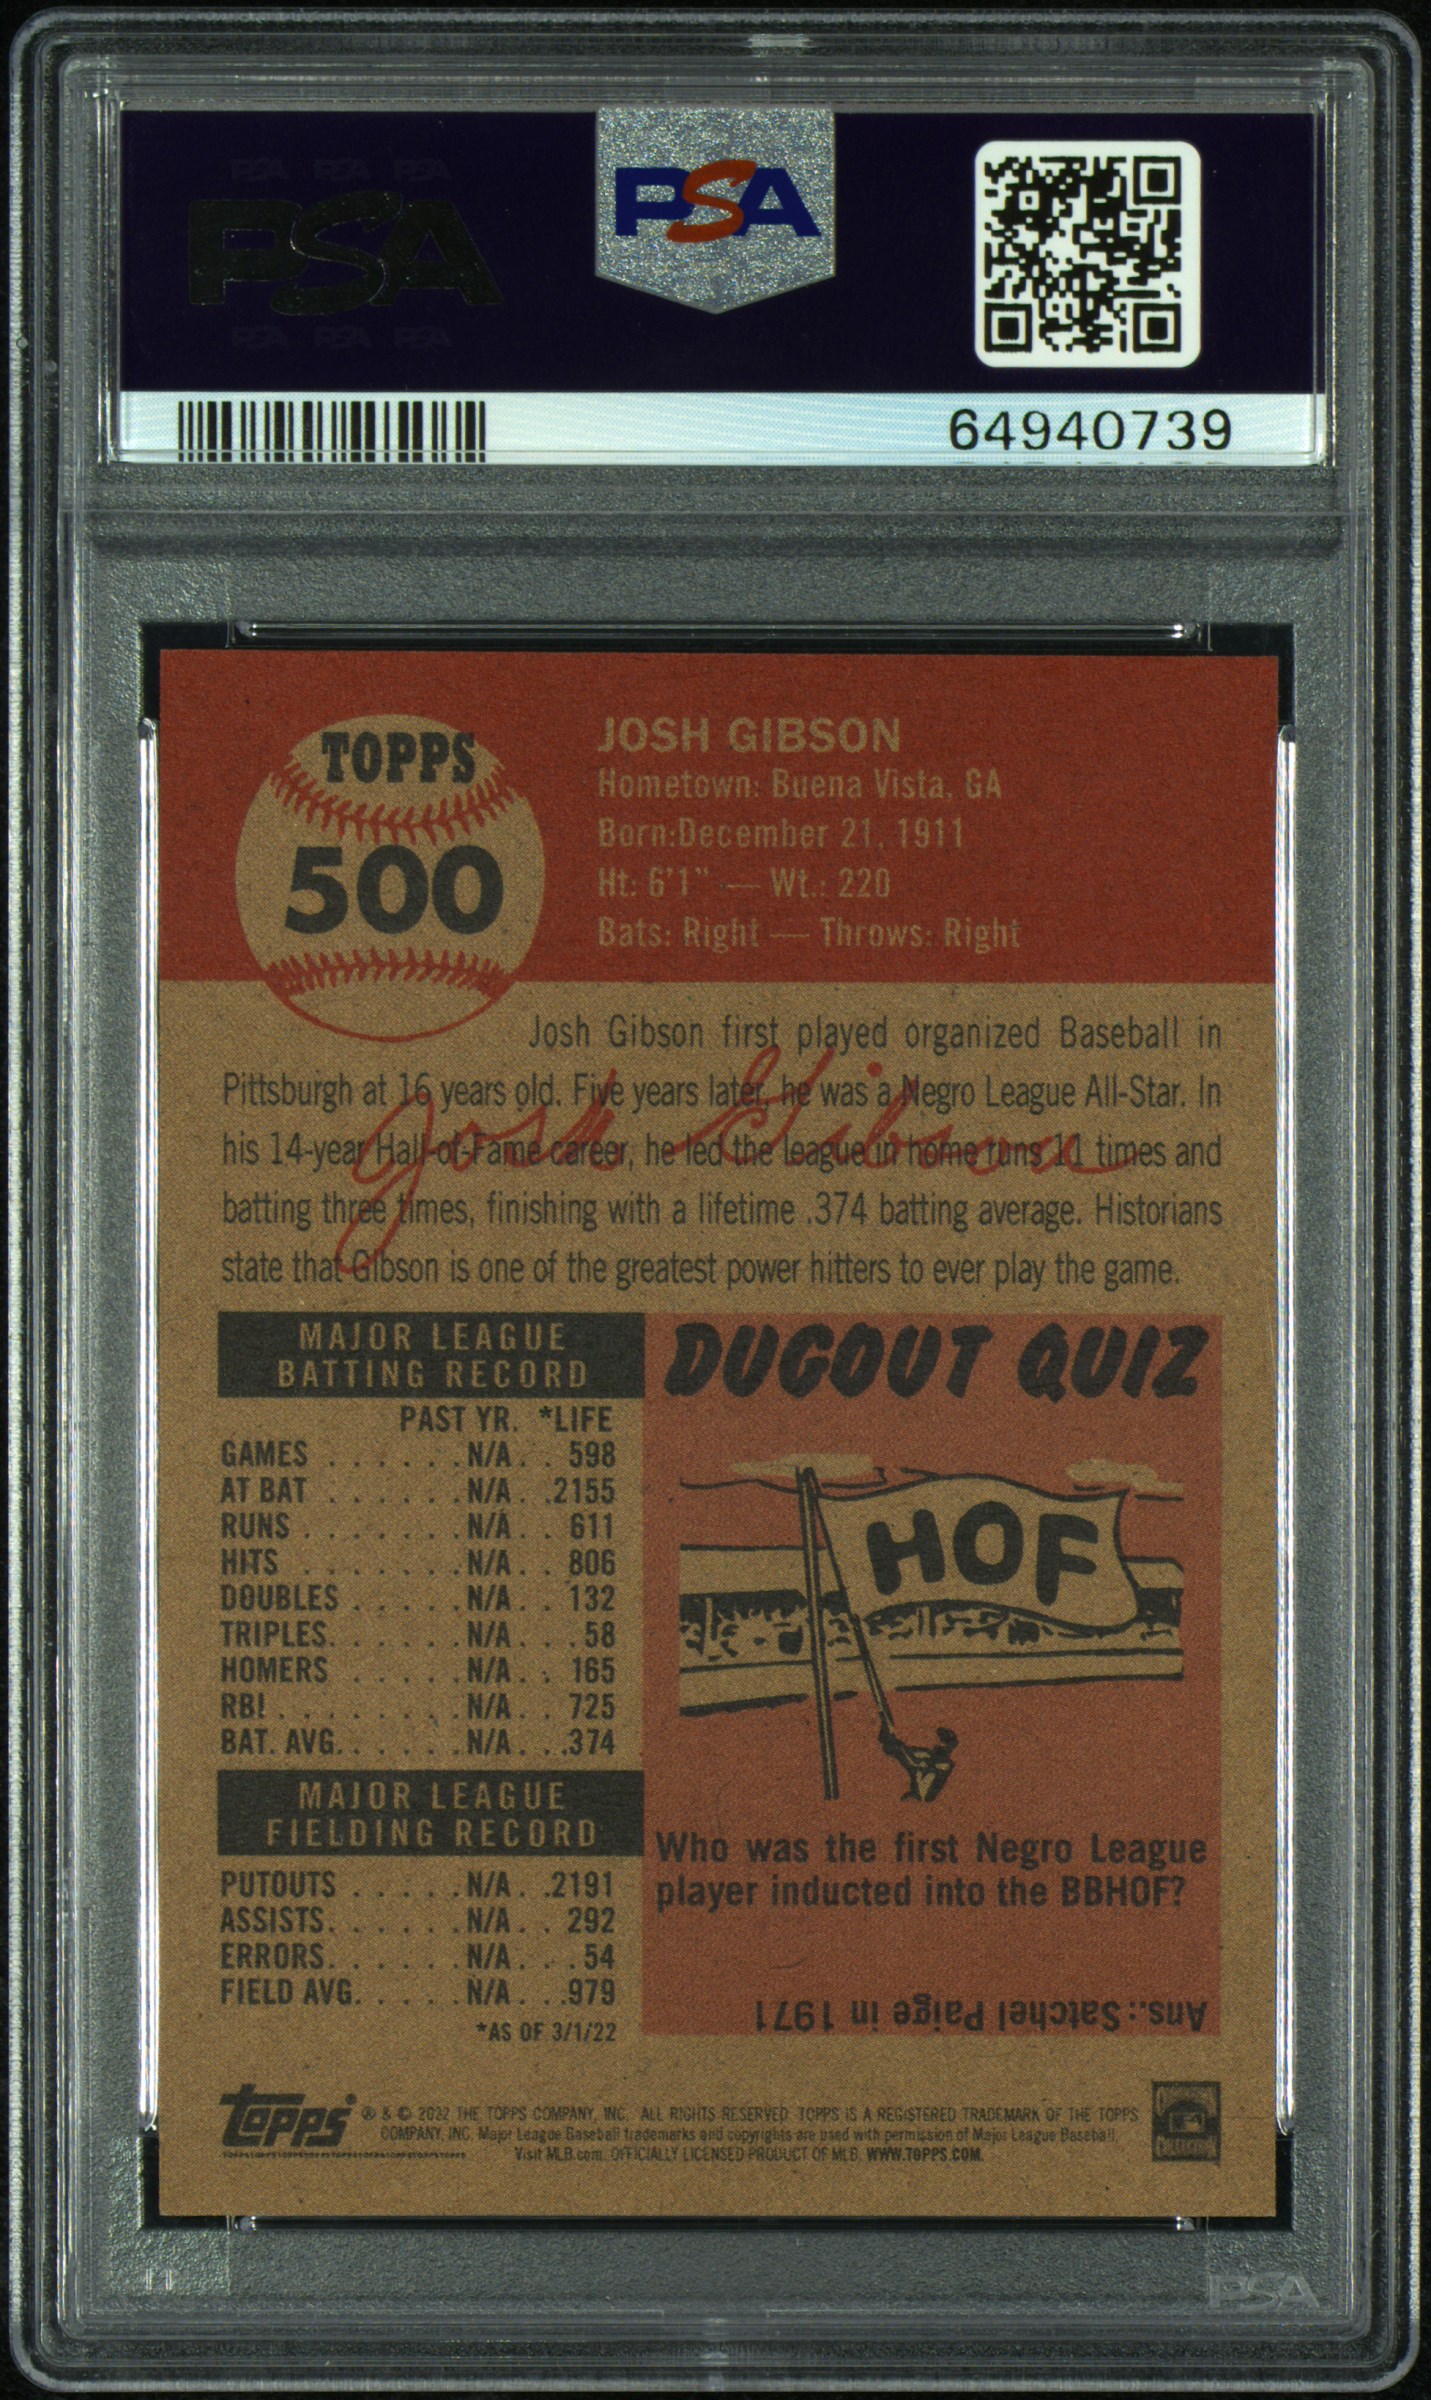 PSA PSA PSA
PSA
PSA PSA PSA
PSA
64940739
TOPPS
500
JOSH GIBSON
Hometown: Buena Vista, GA
Born:December 21, 1911
Ht: 6'1" — Wt.: 220
Bats: Right — Throws: Right
Josh Gibson first played organized Baseball in
Pittsburgh at 16 years old. Five years later, he was a Negro League All-Star. In
his 14-year Hall-of-Fame career, he led the league in home runs 11 times and
batting three times, finishing with a lifetime .374 batting average. Historians
state that Gibson is one of the greatest power hitters to ever play the game.
Josh Gibson
MAJOR LEAGUE
BATTING RECORD
PAST YR. *LIFE
GAMES . . . . . . N/A . . 598
AT BAT . . . . . . N/A . . 2155
RUNS . . . . . . . N/A . . 611
HITS . . . . . . . N/A . . 806
DOUBLES . . . . . N/A . . 132
TRIPLES. . . . . . N/A . . . 58
HOMERS . . . . . N/A . . 165
RBI . . . . . . . . N/A . . 725
BAT. AVG. . . . . . N/A . . .374
MAJOR LEAGUE
FIELDING RECORD
PUTOUTS . . . . . N/A . . 2191
ASSISTS. . . . . . N/A . . 292
ERRORS. . . . . . N/A . . . 54
FIELD AVG. . . . . N/A . . .979
*AS OF 3/1/22
DUGOUT QUIZ
HOF
Who was the first Negro League
player inducted into the BBHOF?
Ans.: Satchel Paige in 1971
topps
® & © 2022 THE TOPPS COMPANY, INC. ALL RIGHTS RESERVED. TOPPS IS A REGISTERED TRADEMARK OF THE TOPPS
COMPANY, INC. Major League Baseball trademarks and copyrights are used with permission of Major League Baseball.
Visit MLB.com. OFFICIALLY LICENSED PRODUCT OF MLB. WWW.TOPPS.COM.
PSA